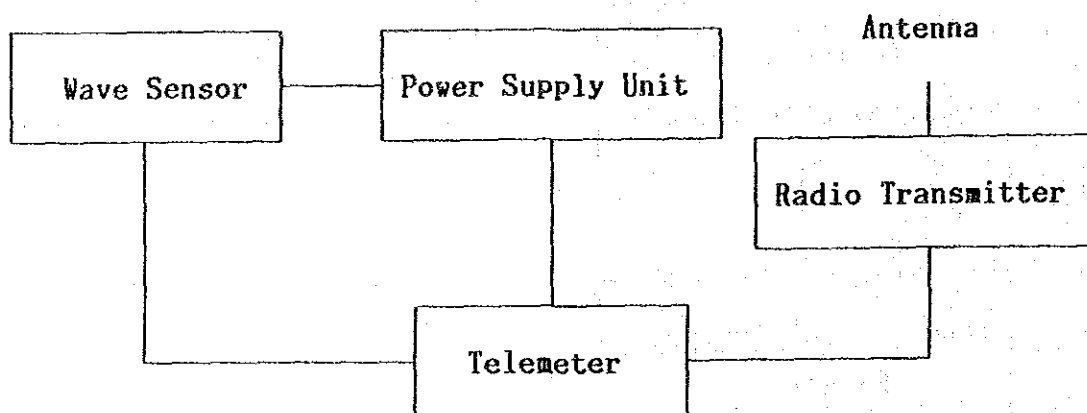 Antenna
Wave Sensor
Power Supply Unit
Radio Transmitter
Telemeter